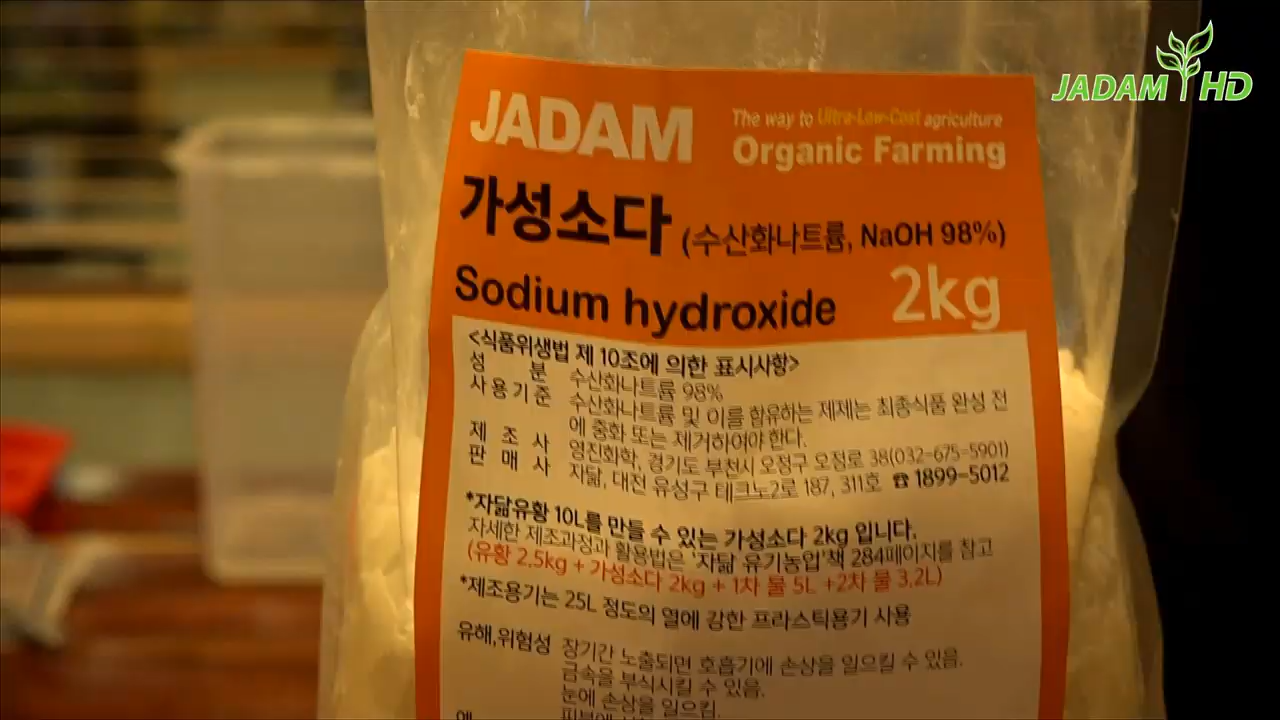 JADAM HD
JADAM
The way to Ultra-Low-Cost agriculture
Organic Farming
가성소다 (수산화나트륨, NaOH 98%)
Sodium hydroxide 2kg
<식품위생법 제 10조에 의한 표시사항>
성 분 수산화나트륨 98%
사용기준 수산화나트륨 및 이를 함유하는 제제는 최종식품 완성 전
에 중화 또는 제거하여야 한다.
제 조 사 영진화학, 경기도 부천시 오정구 오정로 38(032-675-5901)
판 매 사 자닮, 대전 유성구 테크노2로 187, 311호 ☎ 1899-5012
*자닮유황 10L를 만들 수 있는 가성소다 2kg 입니다.
자세한 제조과정과 활용법은 '자닮 유기농업'책 284페이지를 참고
(유황 2.5kg + 가성소다 2kg + 1차 물 5L +2차 물 3.2L)
*제조용기는 25L 정도의 열에 강한 프라스틱용기 사용
유해,위험성 장기간 노출되면 호흡기에 손상을 일으킬 수 있음.
금속을 부식시킬 수 있음.
눈에 손상을 일으킴.